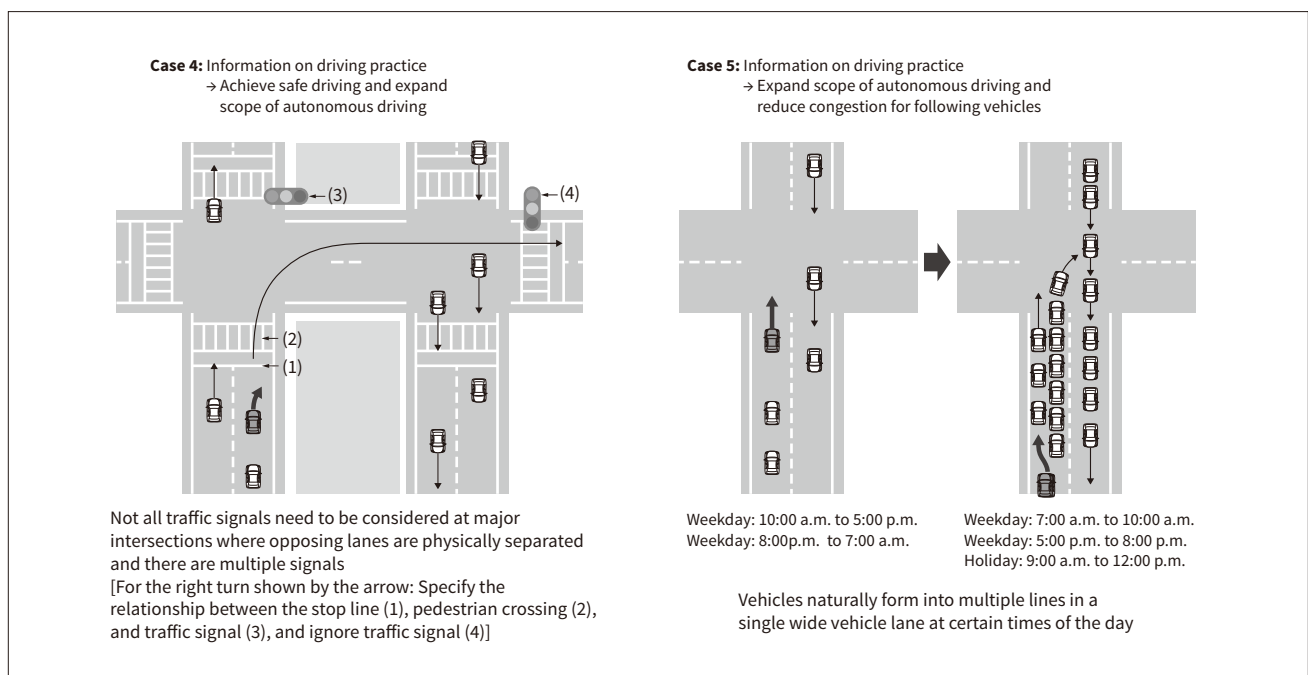 Case 4: Information on driving practice
→ Achieve safe driving and expand
scope of autonomous driving
(3)
(4)
(2)
(1)
Not all traffic signals need to be considered at major
intersections where opposing lanes are physically separated
and there are multiple signals
[For the right turn shown by the arrow: Specify the
relationship between the stop line (1), pedestrian crossing (2),
and traffic signal (3), and ignore traffic signal (4)]
Case 5: Information on driving practice
→ Expand scope of autonomous driving and
reduce congestion for following vehicles
Weekday: 10:00 a.m. to 5:00 p.m.
Weekday: 8:00p.m. to 7:00 a.m.
Weekday: 7:00 a.m. to 10:00 a.m.
Weekday: 5:00 p.m. to 8:00 p.m.
Holiday: 9:00 a.m. to 12:00 p.m.
Vehicles naturally form into multiple lines in a
single wide vehicle lane at certain times of the day